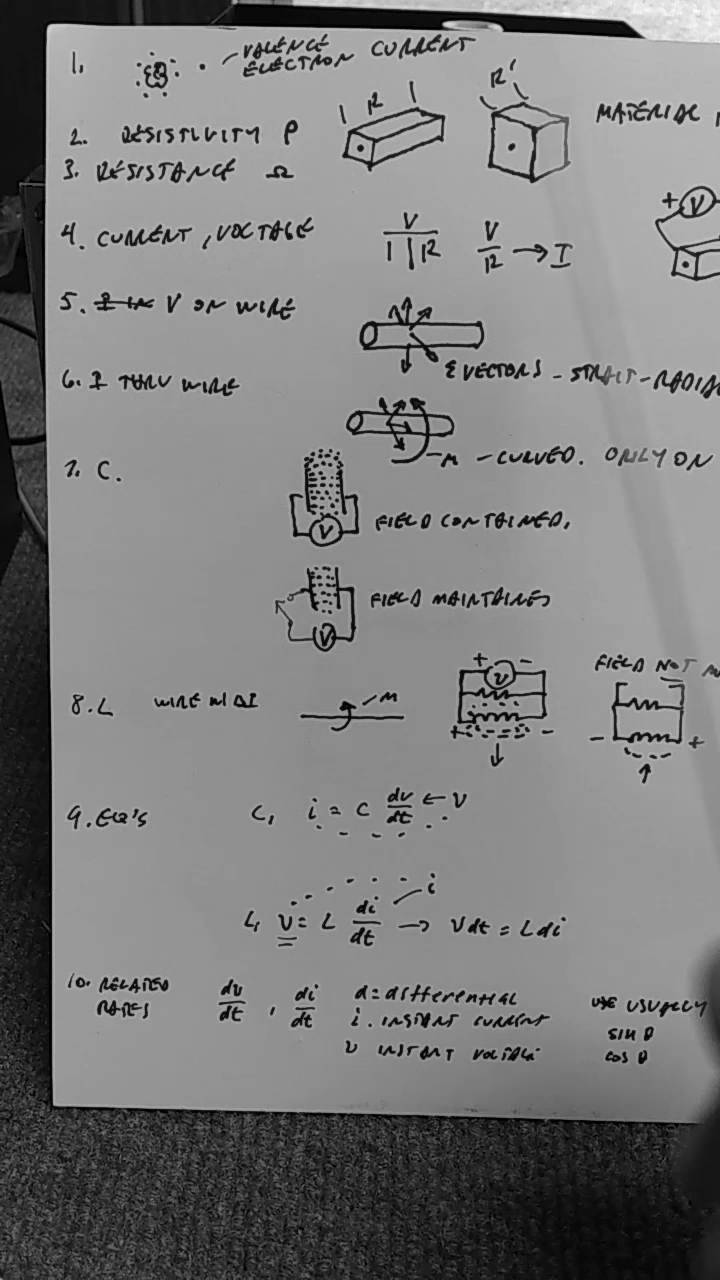 1. VALENCE ELECTRON CURRENT
R R'
MATERIAL
2. RESISTIVITY ρ
3. RESISTANCE Ω
+ V
4. CURRENT, VOLTAGE V I R V R → I
5. I IN V ON WIRE
E VECTORS - STRAIT - RADIAL
6. I THRU WIRE
M - CURVED. ONLY ON
7. C.
V FIELD CONTAINED,
FIELD MAINTAINED
V
FIELD NOT
8. L WIRE W/ ΔI M + V - + - - +
9. EQ'S C, i = C dv/dt ← V
i
L, V = L di/dt → Vdt = Ldi
10. RELATED RATES dv/dt , di/dt d = differential
i. INSTANT CURRENT
v INSTANT VOLTAGE
USE USUALLY
sin θ
cos θ